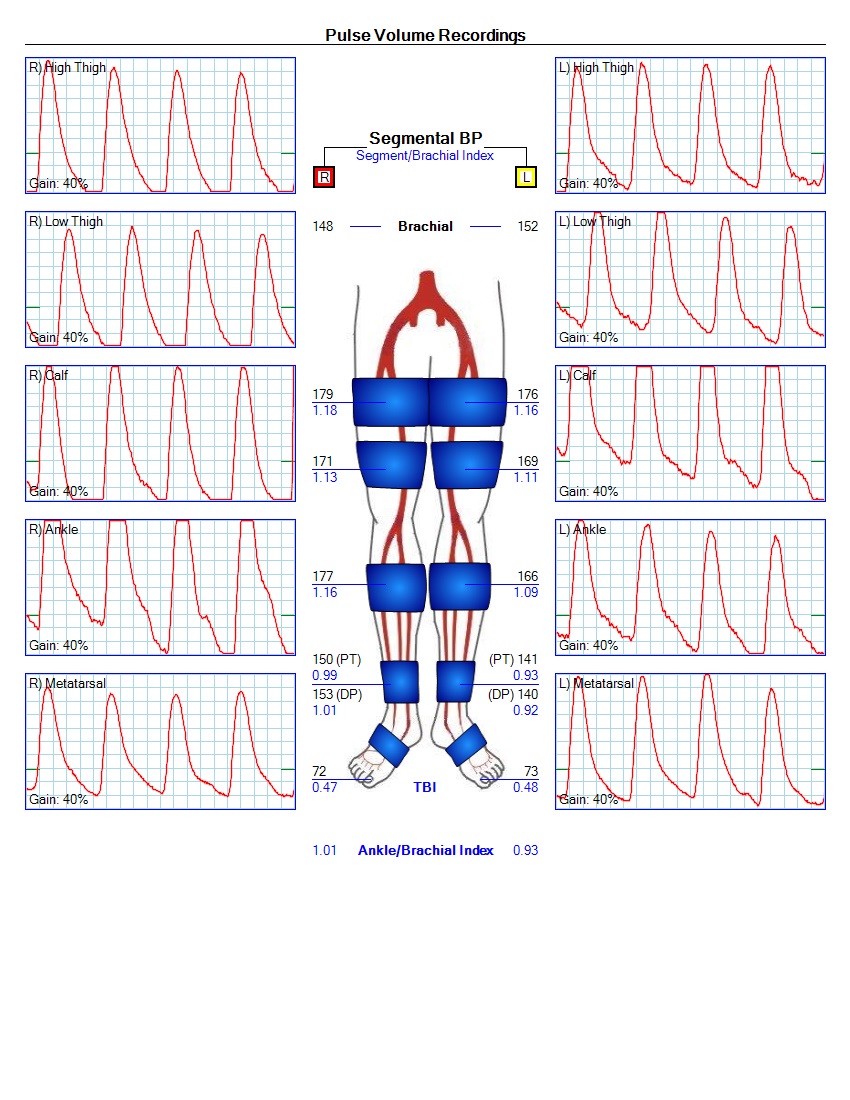 Pulse Volume Recordings
R) High Thigh
Gain: 40%
L) High Thigh
Gain: 40%
Segmental BP
Segment/Brachial Index
R
L
148 Brachial 152
R) Low Thigh
Gain: 40%
L) Low Thigh
Gain: 40%
R) Calf
Gain: 40%
L) Calf
Gain: 40%
179 176
1.18 1.16
171 169
1.13 1.11
R) Ankle
Gain: 40%
L) Ankle
Gain: 40%
177 166
1.16 1.09
150 (PT) (PT) 141
0.99 0.93
153 (DP) (DP) 140
1.01 0.92
R) Metatarsal
Gain: 40%
L) Metatarsal
Gain: 40%
72 73
0.47 TBI 0.48
1.01 Ankle/Brachial Index 0.93